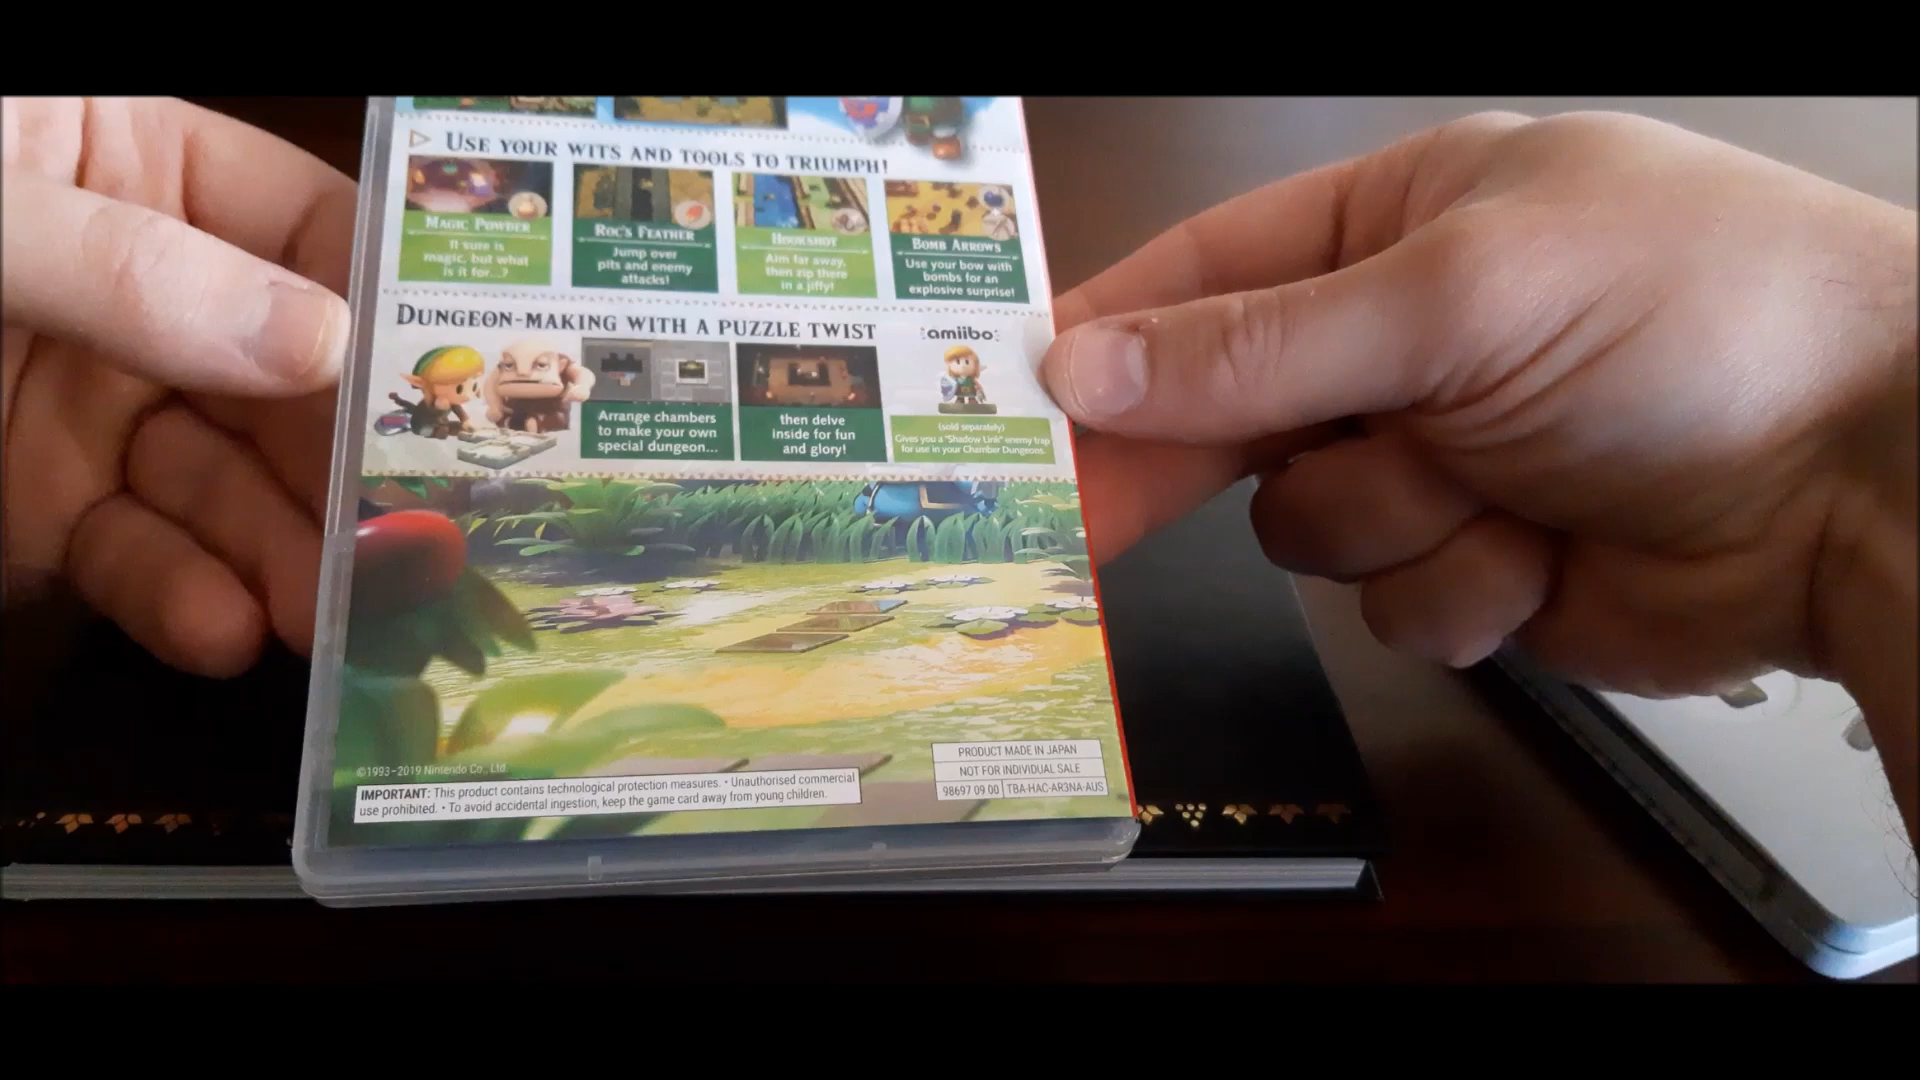 USE YOUR WITS AND TOOLS TO TRIUMPH!
MAGIC POWDER
It sure is
magic, but what
is it for...?
ROC'S FEATHER
Jump over
pits and enemy
attacks!
HOOKSHOT
Aim far away,
then zip there
in a jiffy!
BOMB ARROWS
Use your bow with
bombs for an
explosive surprise!
DUNGEON-MAKING WITH A PUZZLE TWIST
Arrange chambers
to make your own
special dungeon...
then delve
inside for fun
and glory!
amiibo
(sold separately)
Gives you a "Shadow Link" enemy trap
for use in your Chamber Dungeons.
©1993–2019 Nintendo Co., Ltd.
IMPORTANT: This product contains technological protection measures. • Unauthorised commercial
use prohibited. • To avoid accidental ingestion, keep the game card away from young children.
PRODUCT MADE IN JAPAN
NOT FOR INDIVIDUAL SALE
98697 09 00 TBA-HAC-AR3NA-AUS